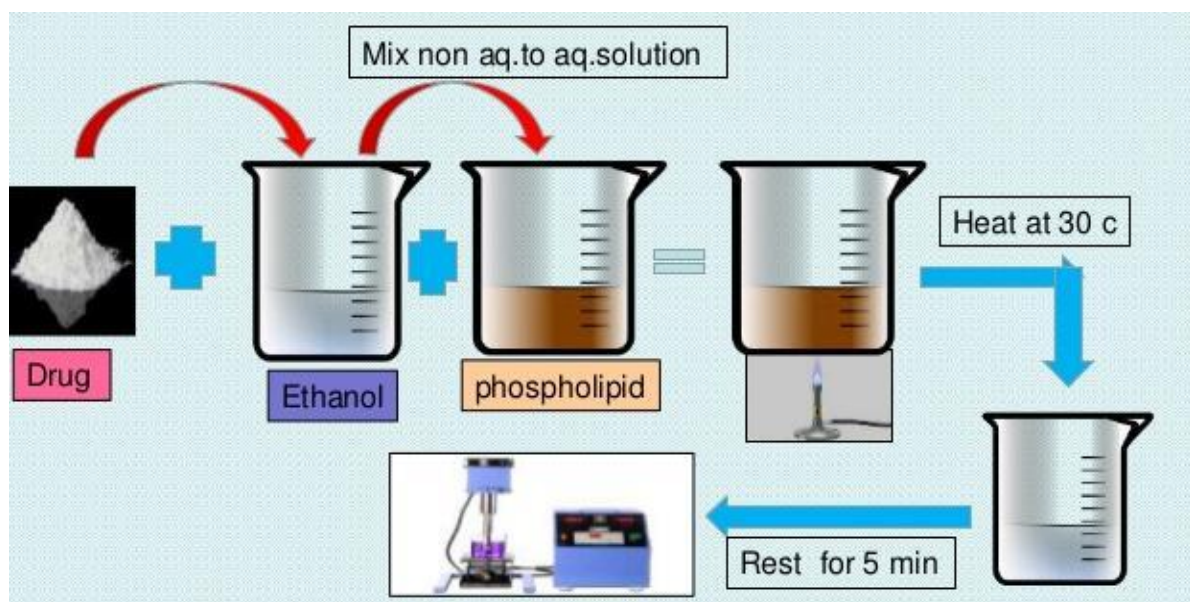 Mix non aq.to aq.solution
Heat at 30 c
Drug
Ethanol
phospholipid
Rest for 5 min